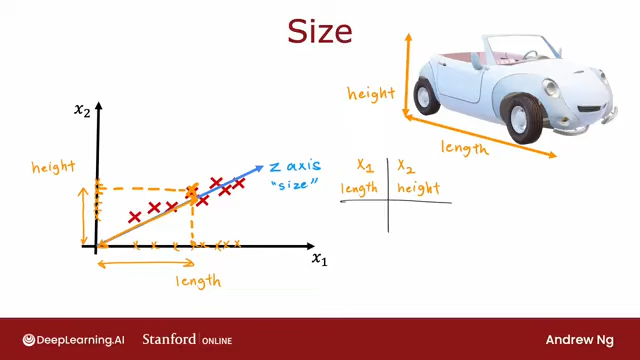 Size
x2
height
z axis
"size"
x1
length
height
length
x1 x2
length height
DeepLearning.AI Stanford ONLINE Andrew Ng